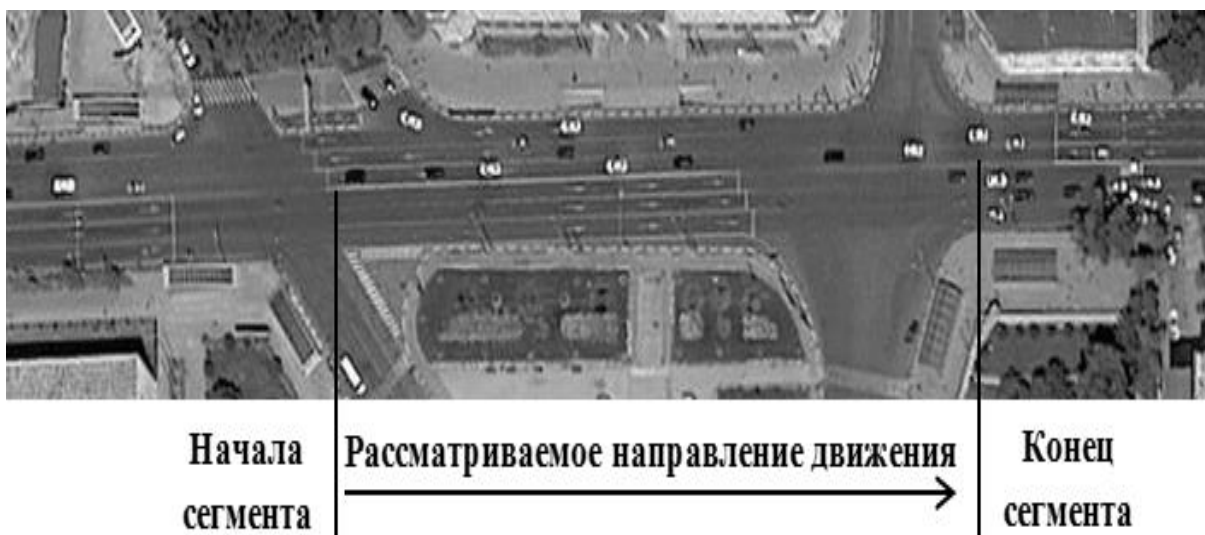 Начала
сегмента
Рассматриваемое направление движения
Конец
сегмента